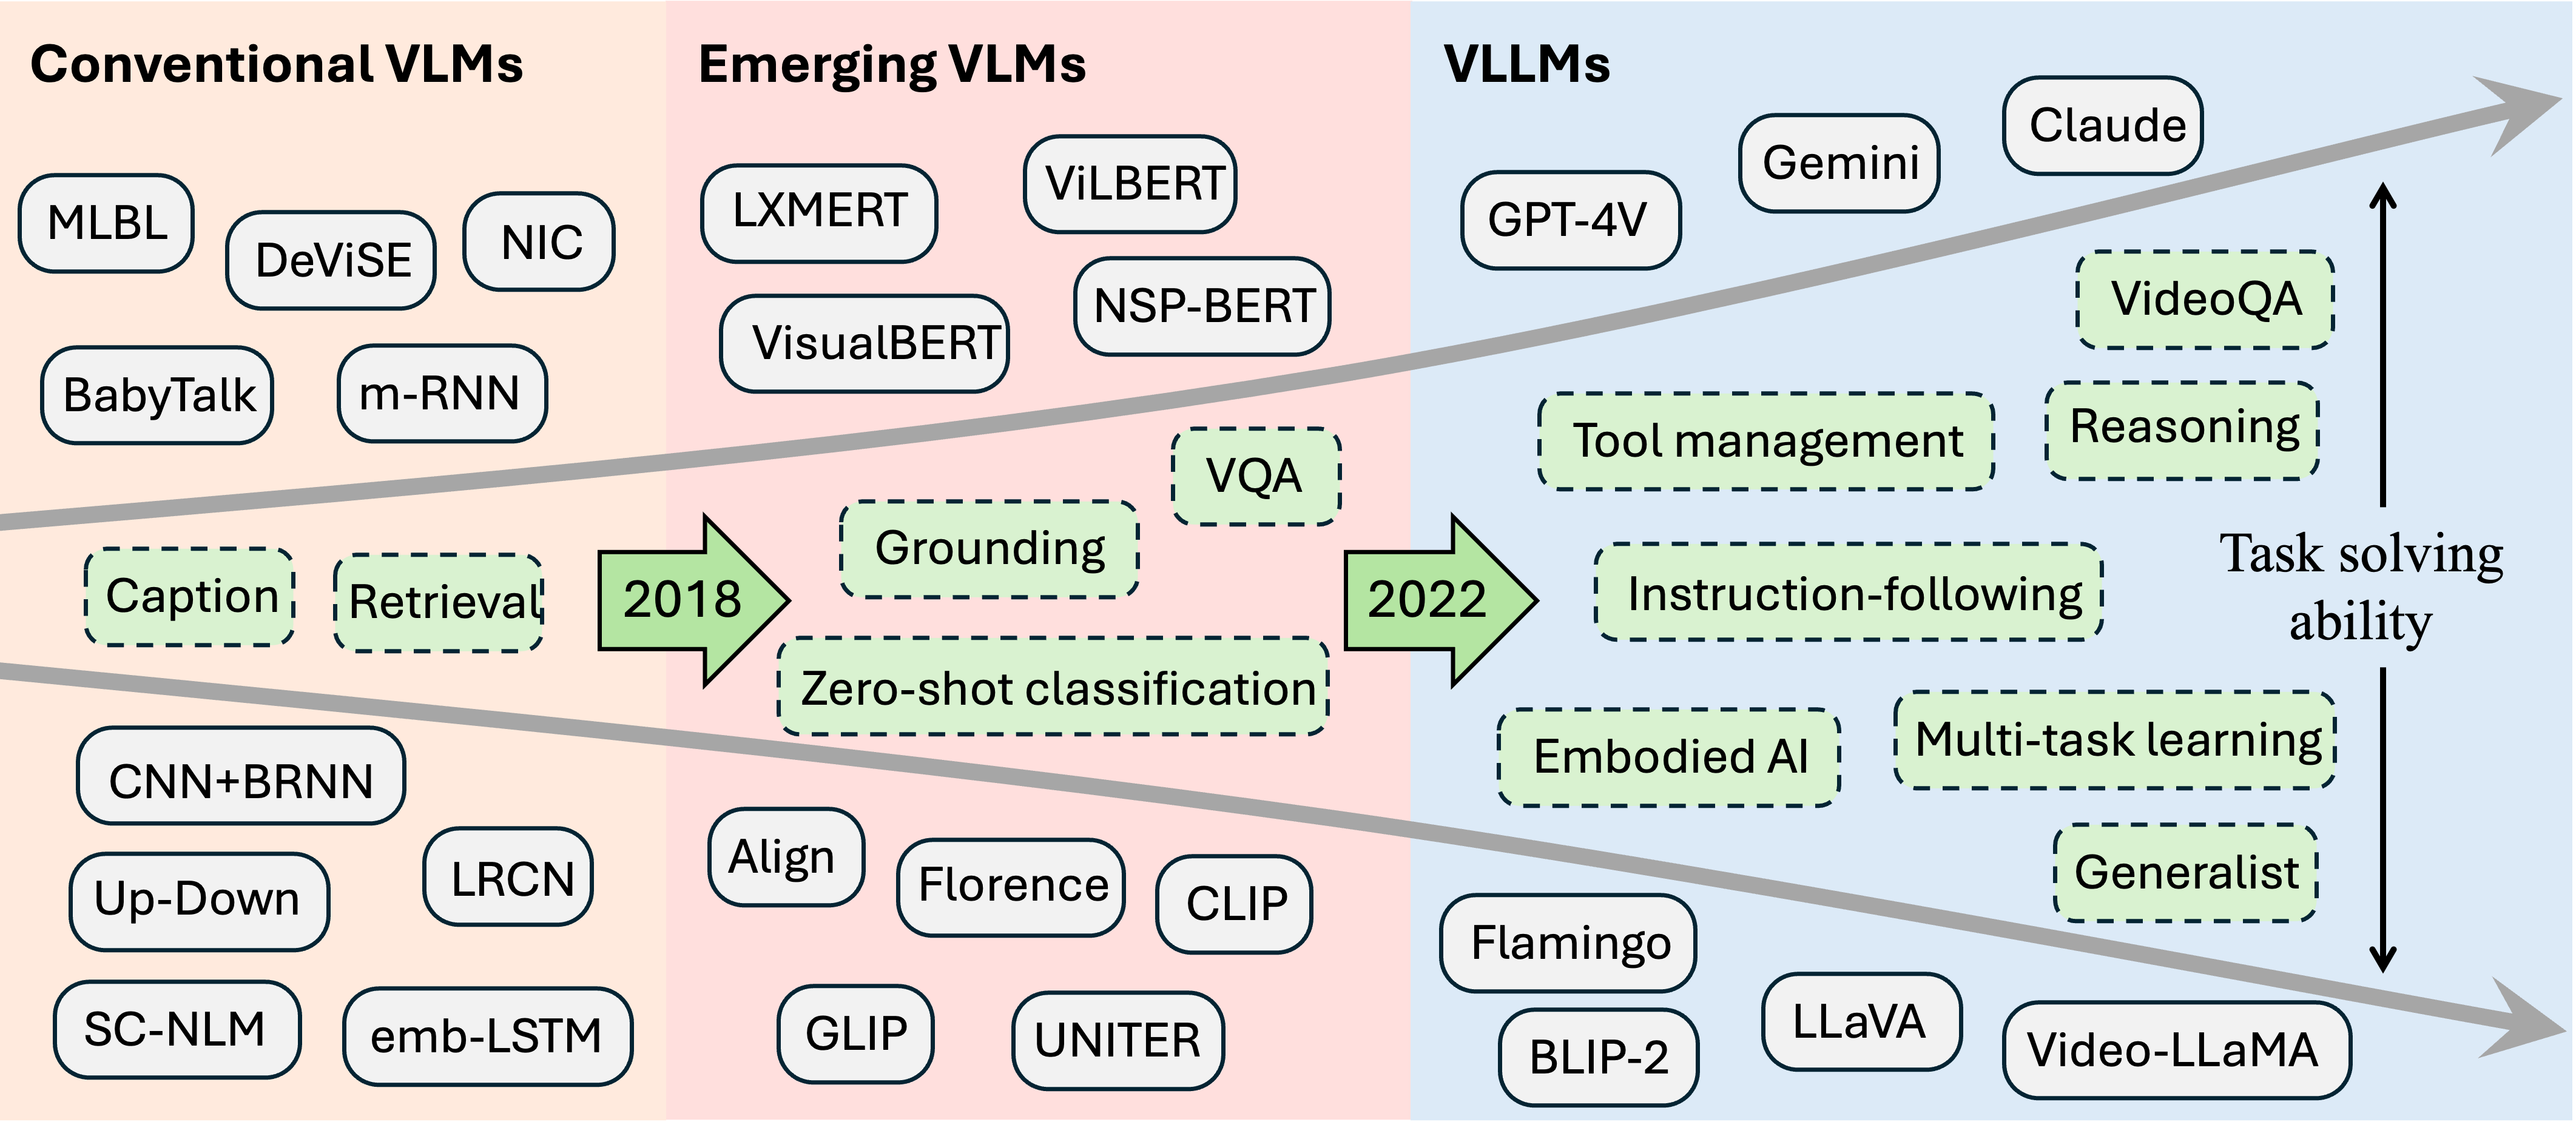 Conventional VLMs
MLBL
DeViSE
NIC
BabyTalk
m-RNN
Caption
Retrieval
CNN+BRNN
Up-Down
LRCN
SC-NLM
emb-LSTM
2018
Emerging VLMs
LXMERT
ViLBERT
VisualBERT
NSP-BERT
VQA
Grounding
Zero-shot classification
Align
Florence
CLIP
GLIP
UNITER
2022
VLLMs
GPT-4V
Gemini
Claude
VideoQA
Tool management
Reasoning
Instruction-following
Task solving
ability
Embodied AI
Multi-task learning
Generalist
Flamingo
BLIP-2
LLaVA
Video-LLaMA